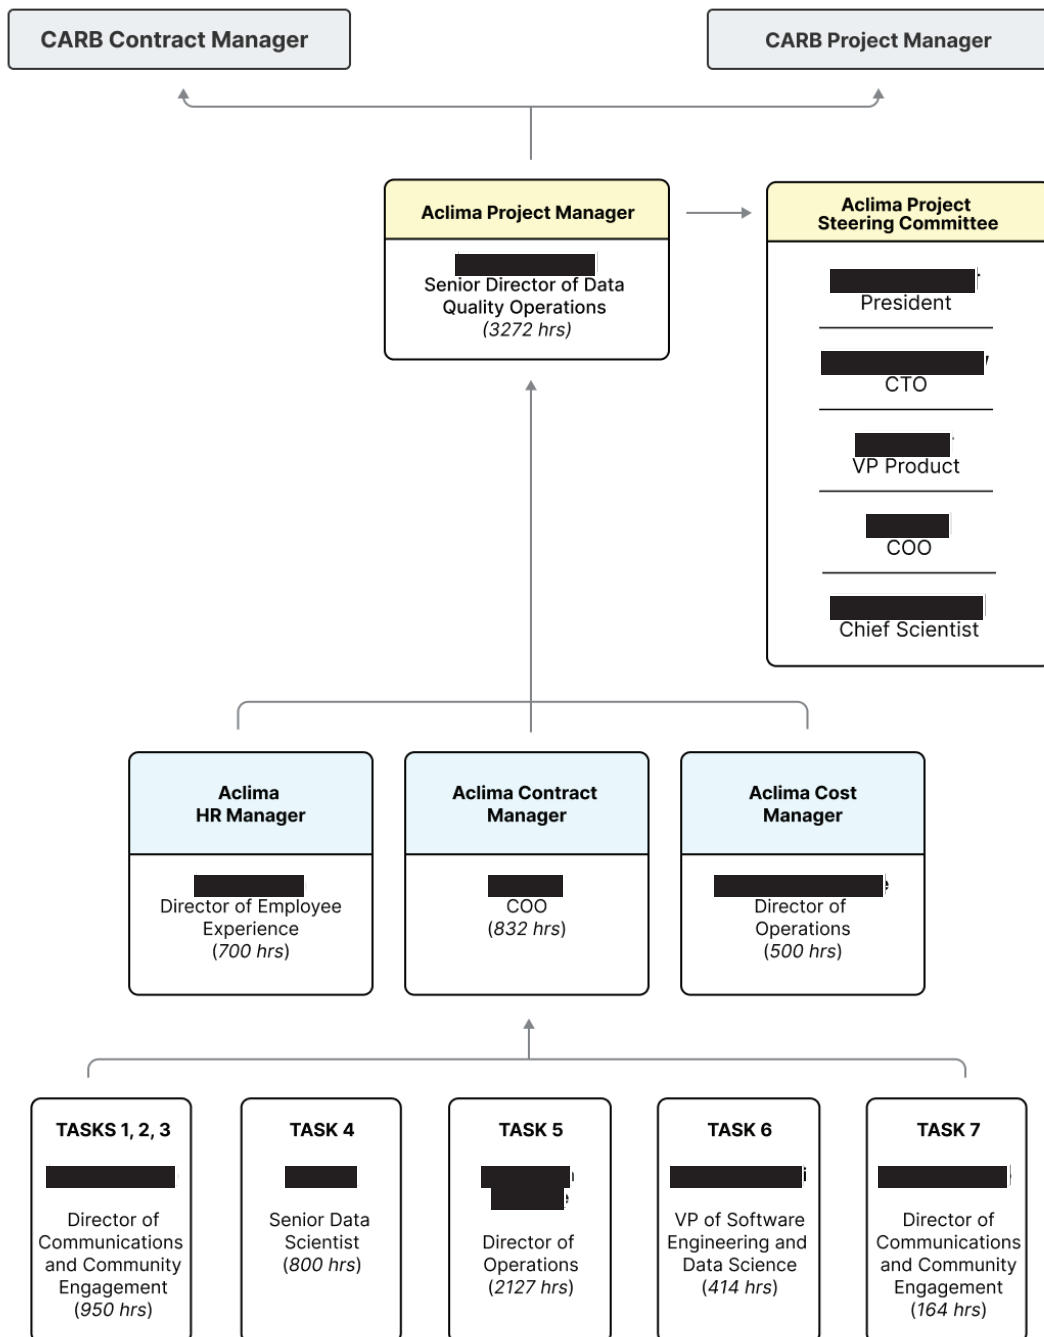 CARB Contract Manager
CARB Project Manager
Aclima Project Manager
Senior Director of Data
Quality Operations
(3272 hrs)
Aclima Project
Steering Committee
President
CTO
VP Product
COO
Chief Scientist
Aclima
HR Manager
Director of Employee
Experience
(700 hrs)
Aclima Contract
Manager
COO
(832 hrs)
Aclima Cost
Manager
Director of
Operations
(500 hrs)
TASKS 1, 2, 3
Director of
Communications
and Community
Engagement
(950 hrs)
TASK 4
Senior Data
Scientist
(800 hrs)
TASK 5
Director of
Operations
(2127 hrs)
TASK 6
VP of Software
Engineering and
Data Science
(414 hrs)
TASK 7
Director of
Communications
and Community
Engagement
(164 hrs)